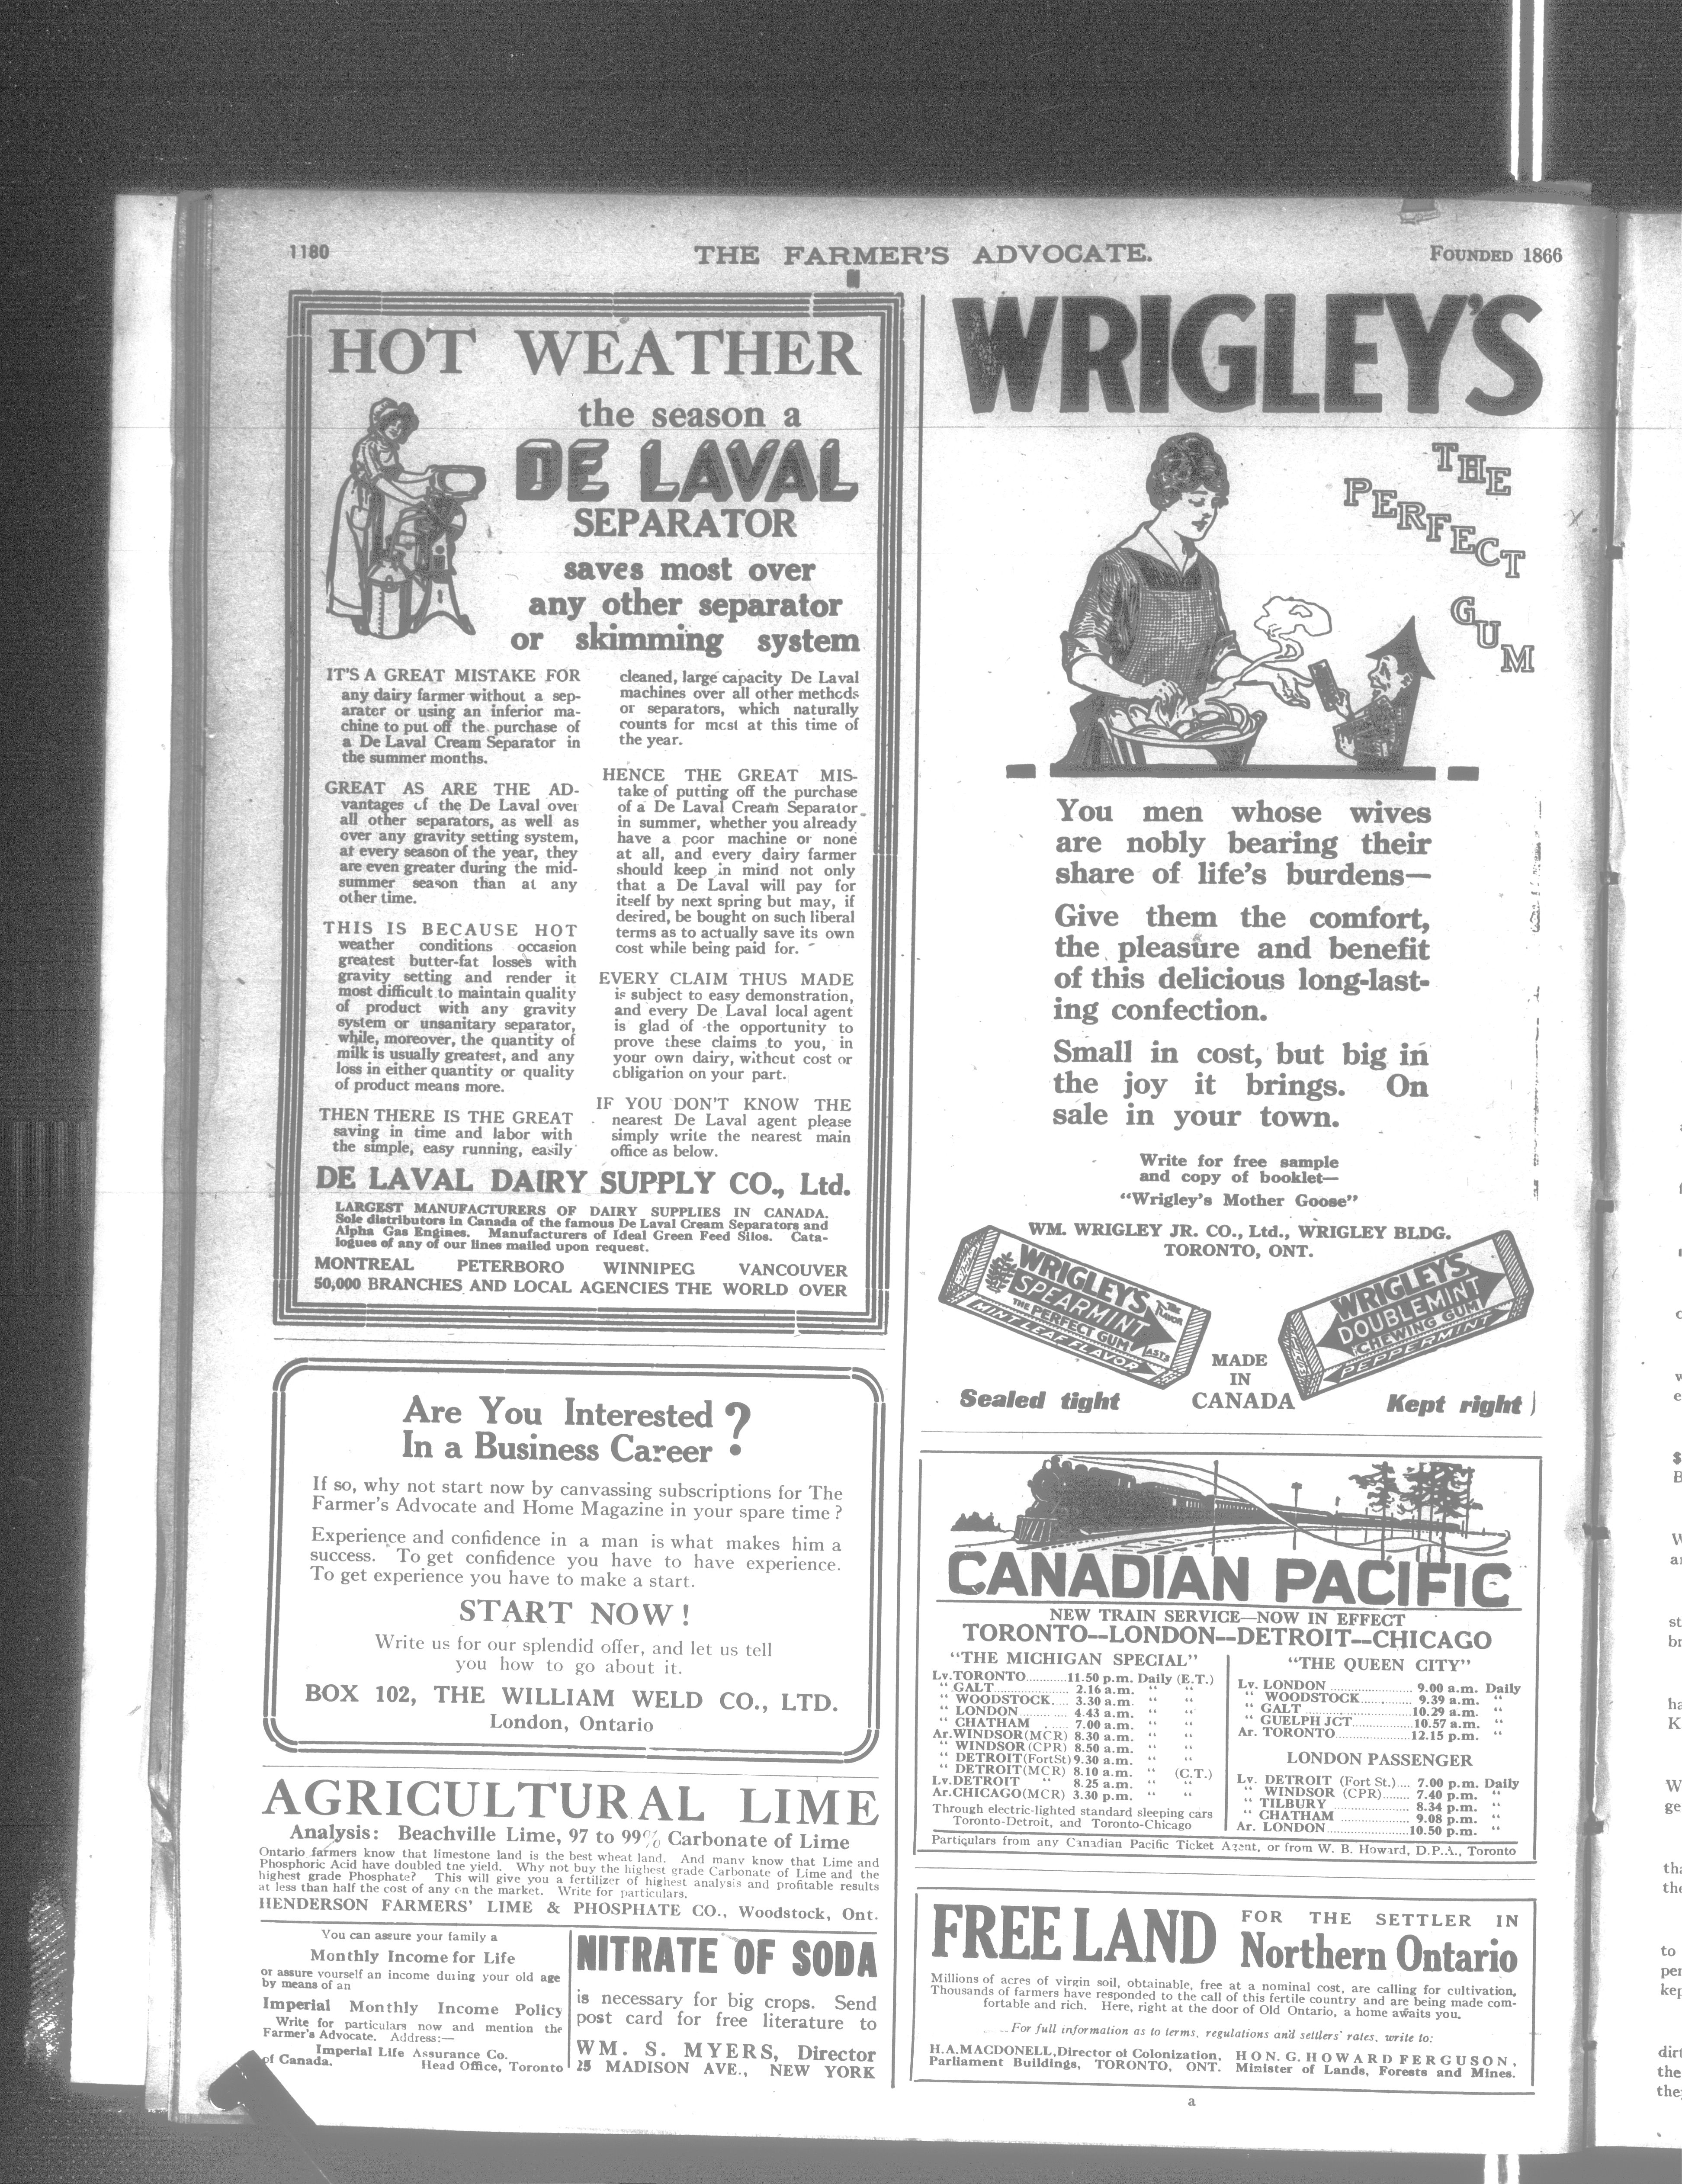 1180
THE FARMER'S ADVOCATE.
FOUNDED 1866
HOT WEATHER
the season a
DE LAVAL
SEPARATOR
saves most over
any other separator
or skimming system
IT'S A GREAT MISTAKE FOR
any dairy farmer without a sep-
arator or using an inferior ma-
chine to put off the purchase of
a De Laval Cream Separator in
the summer months.
GREAT AS ARE THE AD-
vantages of the De Laval over
all other separators, as well as
over any gravity setting system,
at every season of the year, they
are even greater during the mid-
summer season than at any
other time.
THIS IS BECAUSE HOT
weather conditions occasion
greatest butter-fat losses with
gravity setting and render it
most difficult to maintain quality
of product with any gravity
system or unsanitary separator,
while, moreover, the quantity of
milk is usually greatest, and any
loss in either quantity or quality
of product means more.
THEN THERE IS THE GREAT
saving in time and labor with
the simple, easy running, easily
cleaned, large capacity De Laval
machines over all other methods
or separators, which naturally
counts for most at this time of
the year.
HENCE THE GREAT MIS-
take of putting off the purchase
of a De Laval Cream Separator
in summer, whether you already
have a poor machine or none
at all, and every dairy farmer
should keep in mind not only
that a De Laval will pay for
itself by next spring but may, if
desired, be bought on such liberal
terms as to actually save its own
cost while being paid for.
EVERY CLAIM THUS MADE
is subject to easy demonstration,
and every De Laval local agent
is glad of the opportunity to
prove these claims to you, in
your own dairy, without cost or
obligation on your part.
IF YOU DON'T KNOW THE
nearest De Laval agent please
simply write the nearest main
office as below.
DE LAVAL DAIRY SUPPLY CO., Ltd.
LARGEST MANUFACTURERS OF DAIRY SUPPLIES IN CANADA.
Sole distributors in Canada of the famous De Laval Cream Separators and
Alpha Gas Engines. Manufacturers of Ideal Green Feed Silos. Cata-
logues of any of our lines mailed upon request.
MONTREAL PETERBORO WINNIPEG VANCOUVER
50,000 BRANCHES AND LOCAL AGENCIES THE WORLD OVER
Are You Interested
In a Business Career ?
If so, why not start now by canvassing subscriptions for The
Farmer's Advocate and Home Magazine in your spare time ?
Experience and confidence in a man is what makes him a
success. To get confidence you have to have experience.
To get experience you have to make a start.
START NOW !
Write us for our splendid offer, and let us tell
you how to go about it.
BOX 102, THE WILLIAM WELD CO., LTD.
London, Ontario
AGRICULTURAL LIME
Analysis: Beachville Lime, 97 to 99% Carbonate of Lime
Ontario farmers know that limestone land is the best wheat land. And many know that Lime and
Phosphoric Acid have doubled tne yield. Why not buy the highest grade Carbonate of Lime and the
highest grade Phosphate? This will give you a fertilizer of highest analysis and profitable results
at less than half the cost of any on the market. Write for particulars.
HENDERSON FARMERS' LIME & PHOSPHATE CO., Woodstock, Ont.
You can assure your family a
Monthly Income for Life
or assure yourself an income during your old age
by means of an
Imperial Monthly Income Policy
Write for particulars now and mention the
Farmer's Advocate. Address:—
Imperial Life Assurance Co.
of Canada. Head Office, Toronto
NITRATE OF SODA
is necessary for big crops. Send
post card for free literature to
WM. S. MYERS, Director
25 MADISON AVE., NEW YORK
WRIGLEY'S
THE
PERFECT
GUM
You men whose wives
are nobly bearing their
share of life's burdens—
Give them the comfort,
the pleasure and benefit
of this delicious long-last-
ing confection.
Small in cost, but big in
the joy it brings. On
sale in your town.
Write for free sample
and copy of booklet—
"Wrigley's Mother Goose"
WM. WRIGLEY JR. CO., Ltd., WRIGLEY BLDG.
TORONTO, ONT.
WRIGLEY'S
SPEARMINT
THE PERFECT GUM
MINT LEAF FLAVOR
WRIGLEY'S
DOUBLEMINT
CHEWING GUM
PEPPERMINT
MADE
IN
CANADA
Sealed tight
Kept right
CANADIAN PACIFIC
NEW TRAIN SERVICE—NOW IN EFFECT
TORONTO--LONDON--DETROIT--CHICAGO
"THE MICHIGAN SPECIAL"
Lv. TORONTO...........11.50 p.m. Daily (E.T.)
" GALT................... 2.16 a.m. " "
" WOODSTOCK.... 3.30 a.m. " "
" LONDON............ 4.43 a.m. " "
" CHATHAM ...... 7.00 a.m. " "
Ar. WINDSOR(MCR) 8.30 a.m. " "
" WINDSOR (CPR) 8.50 a.m. " "
" DETROIT(FortSt) 9.30 a.m. " "
" DETROIT(MCR) 8.10 a.m. " (C.T.)
Lv. DETROIT " 8.25 a.m. " "
Ar. CHICAGO(MCR) 3.30 p.m. " "
Through electric-lighted standard sleeping cars
Toronto-Detroit, and Toronto-Chicago
"THE QUEEN CITY"
Lv. LONDON ..................... 9.00 a.m. Daily
" WOODSTOCK............. 9.39 a.m. "
" GALT ...........................10.29 a.m. "
" GUELPH JCT................10.57 a.m. "
Ar. TORONTO...................12.15 p.m. "
LONDON PASSENGER
Lv. DETROIT (Fort St.).... 7.00 p.m. Daily
" WINDSOR (CPR)....... 7.40 p.m. "
" TILBURY .................... 8.34 p.m. "
" CHATHAM ................. 9.08 p.m. "
Ar. LONDON.....................10.50 p.m. "
Particulars from any Canadian Pacific Ticket Agent, or from W. B. Howard, D.P.A., Toronto
FREE LAND
FOR THE SETTLER IN
Northern Ontario
Millions of acres of virgin soil, obtainable, free at a nominal cost, are calling for cultivation.
Thousands of farmers have responded to the call of this fertile country and are being made com-
fortable and rich. Here, right at the door of Old Ontario, a home awaits you.
For full information as to terms, regulations and settlers' rates, write to:
H.A.MACDONELL, Director of Colonization,
Parliament Buildings, TORONTO, ONT.
HON. G. HOWARD FERGUSON,
Minister of Lands, Forests and Mines.
a